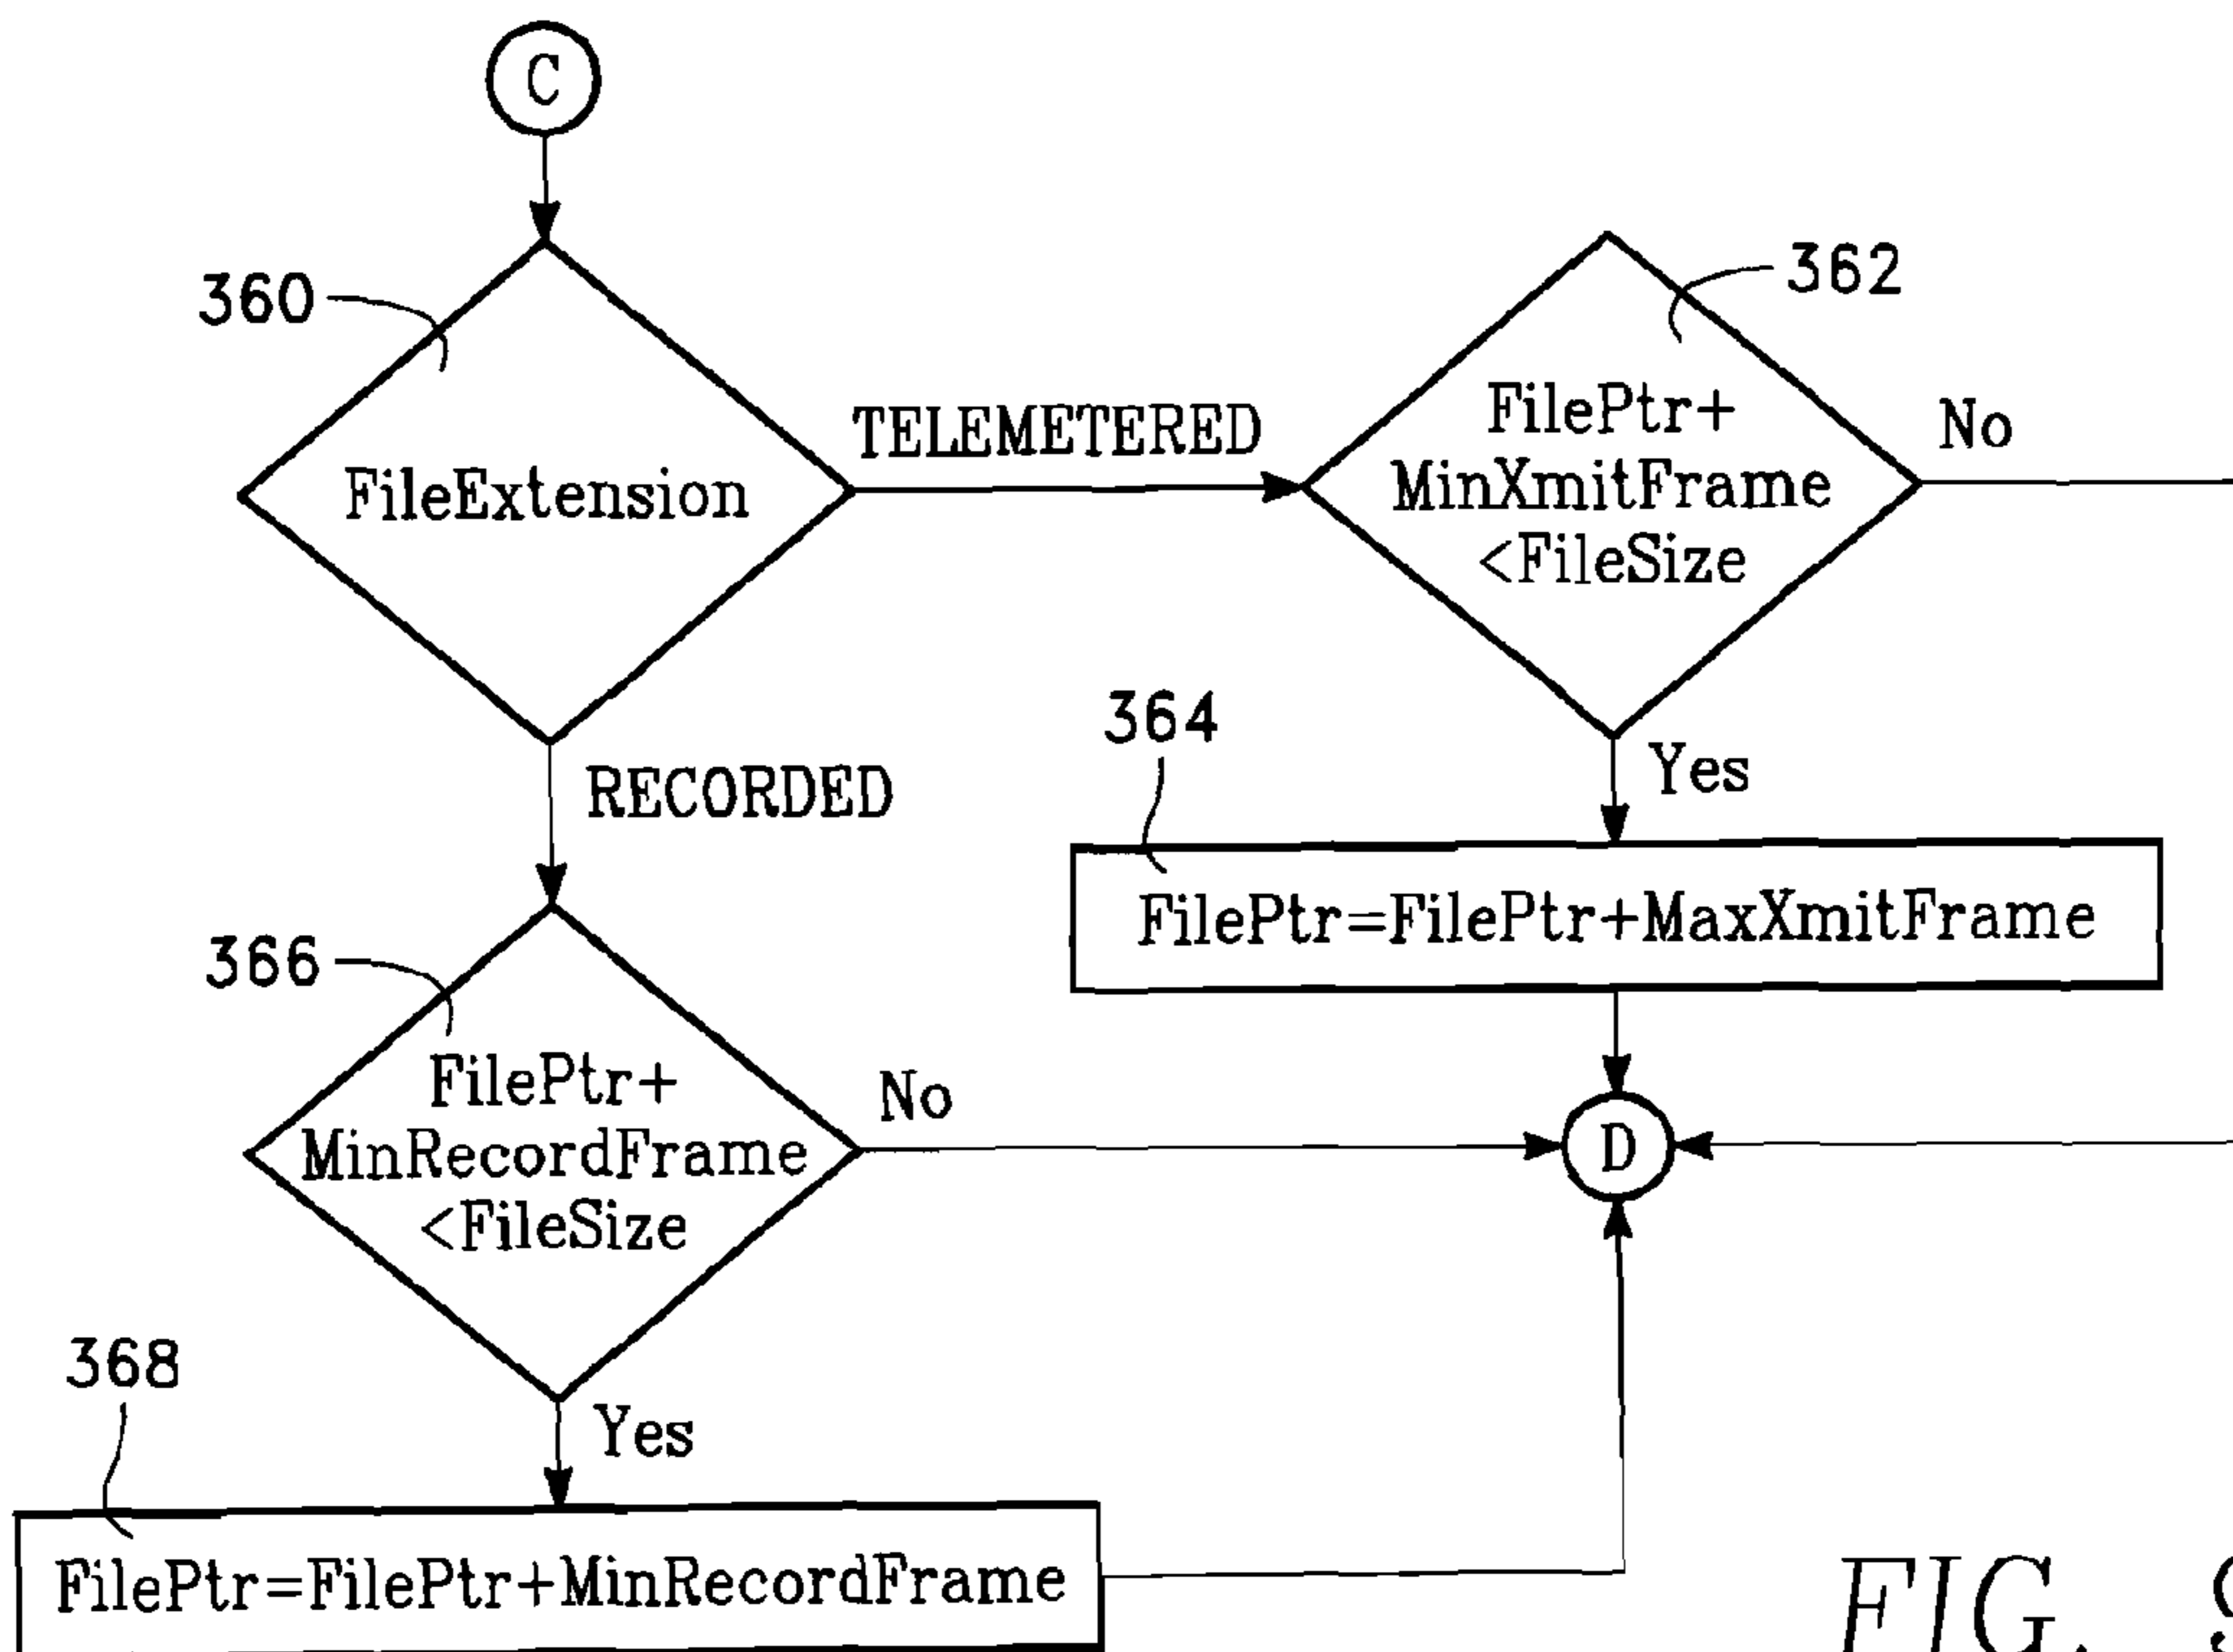 C
360
FileExtension
TELEMETERED
362
FilePtr+
MinXmitFrame
<FileSize
No
Yes
364
FilePtr=FilePtr+MaxXmitFrame
RECORDED
366
FilePtr+
MinRecordFrame
<FileSize
No
D
Yes
368
FilePtr=FilePtr+MinRecordFrame
FIG.